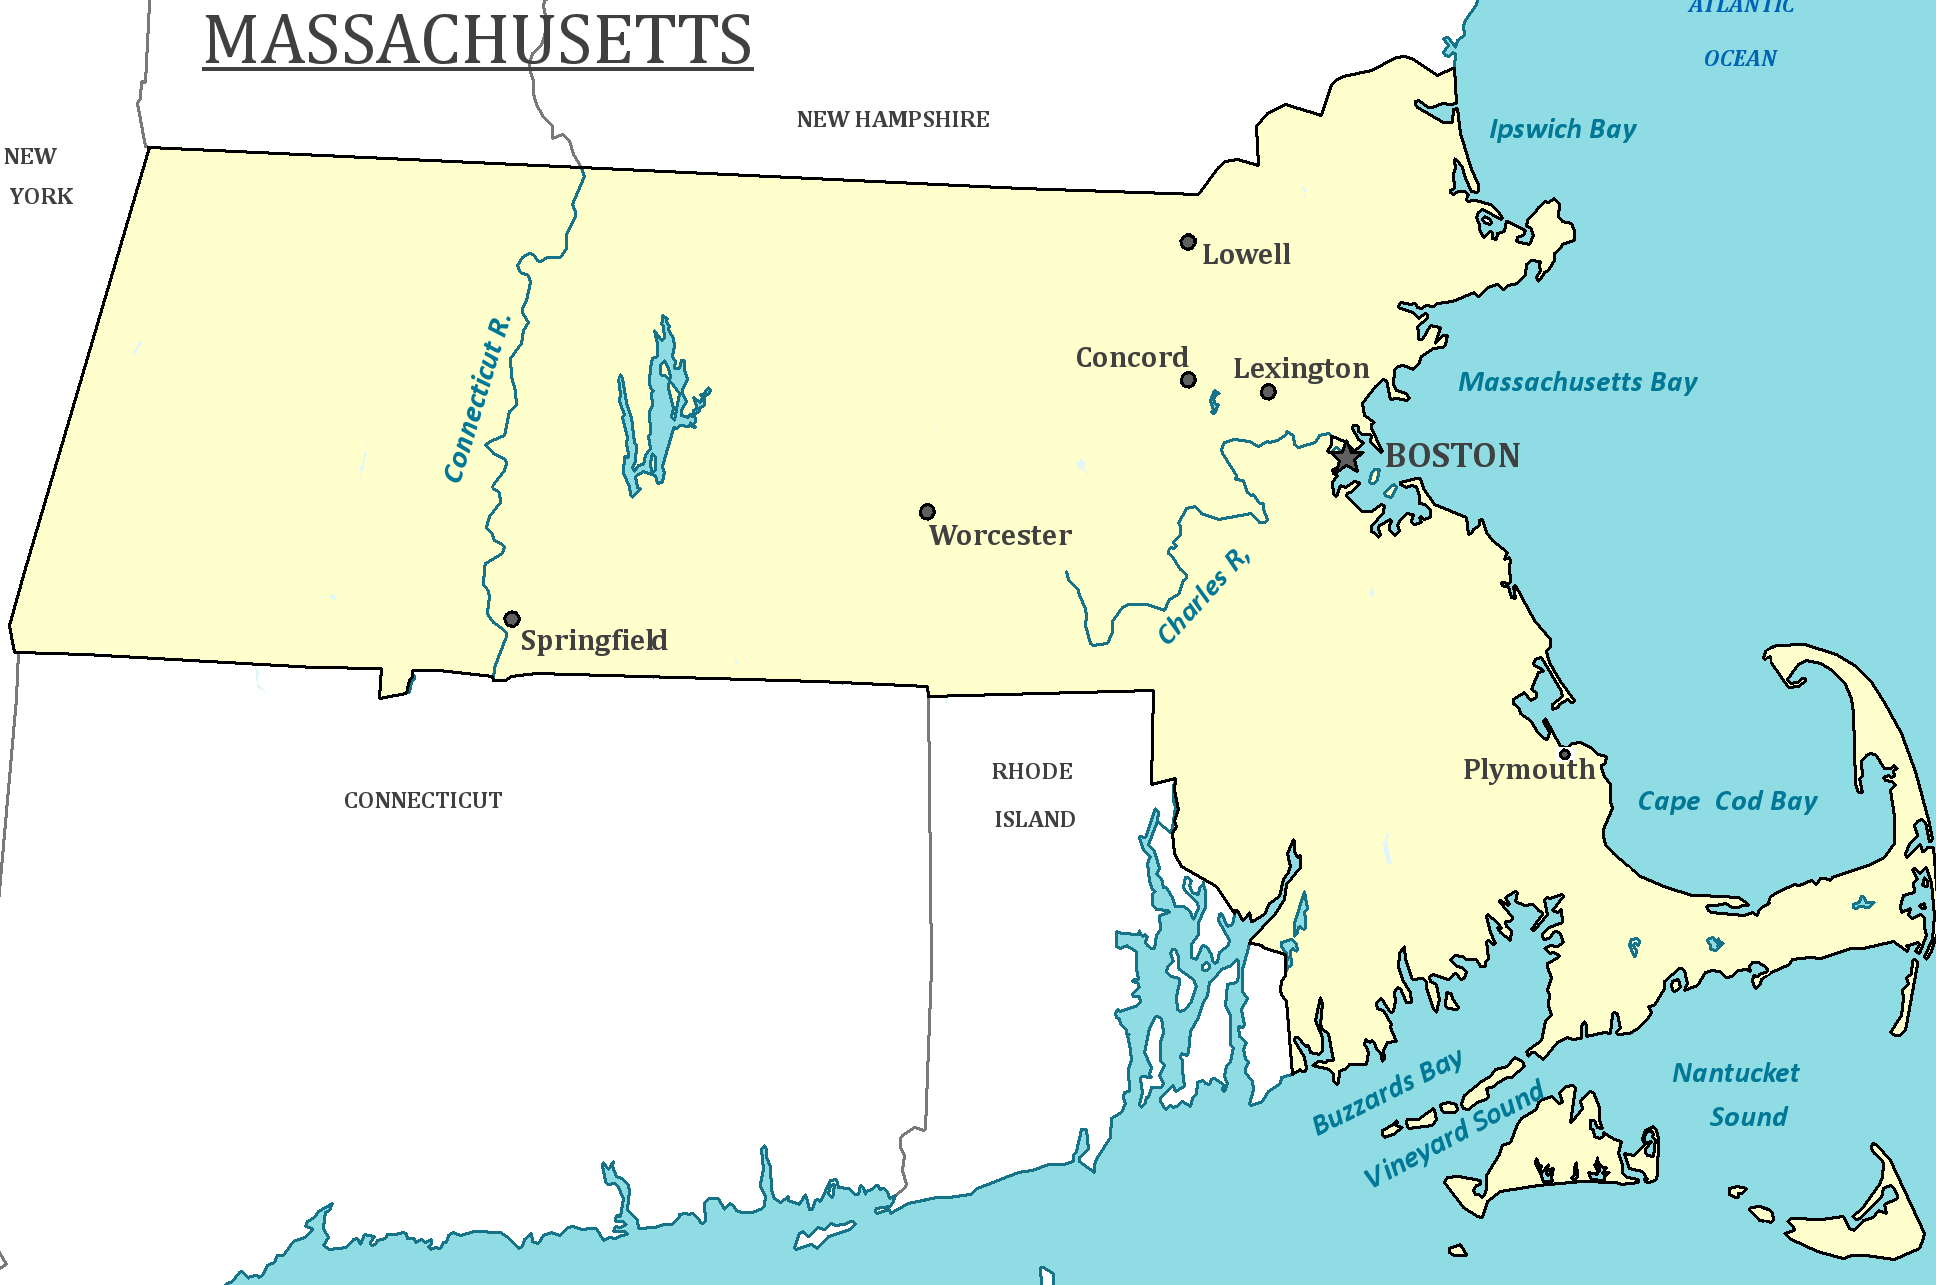 MASSACHUSETTS
ATLANTIC
OCEAN
NEW HAMPSHIRE
Ipswich Bay
NEW
YORK
Lowell
Connecticut R.
Concord
Lexington
Massachusetts Bay
BOSTON
Worcester
Charles R,
Springfield
Plymouth
CONNECTICUT
RHODE
ISLAND
Cape Cod Bay
Buzzards Bay
Vineyard Sound
Nantucket
Sound